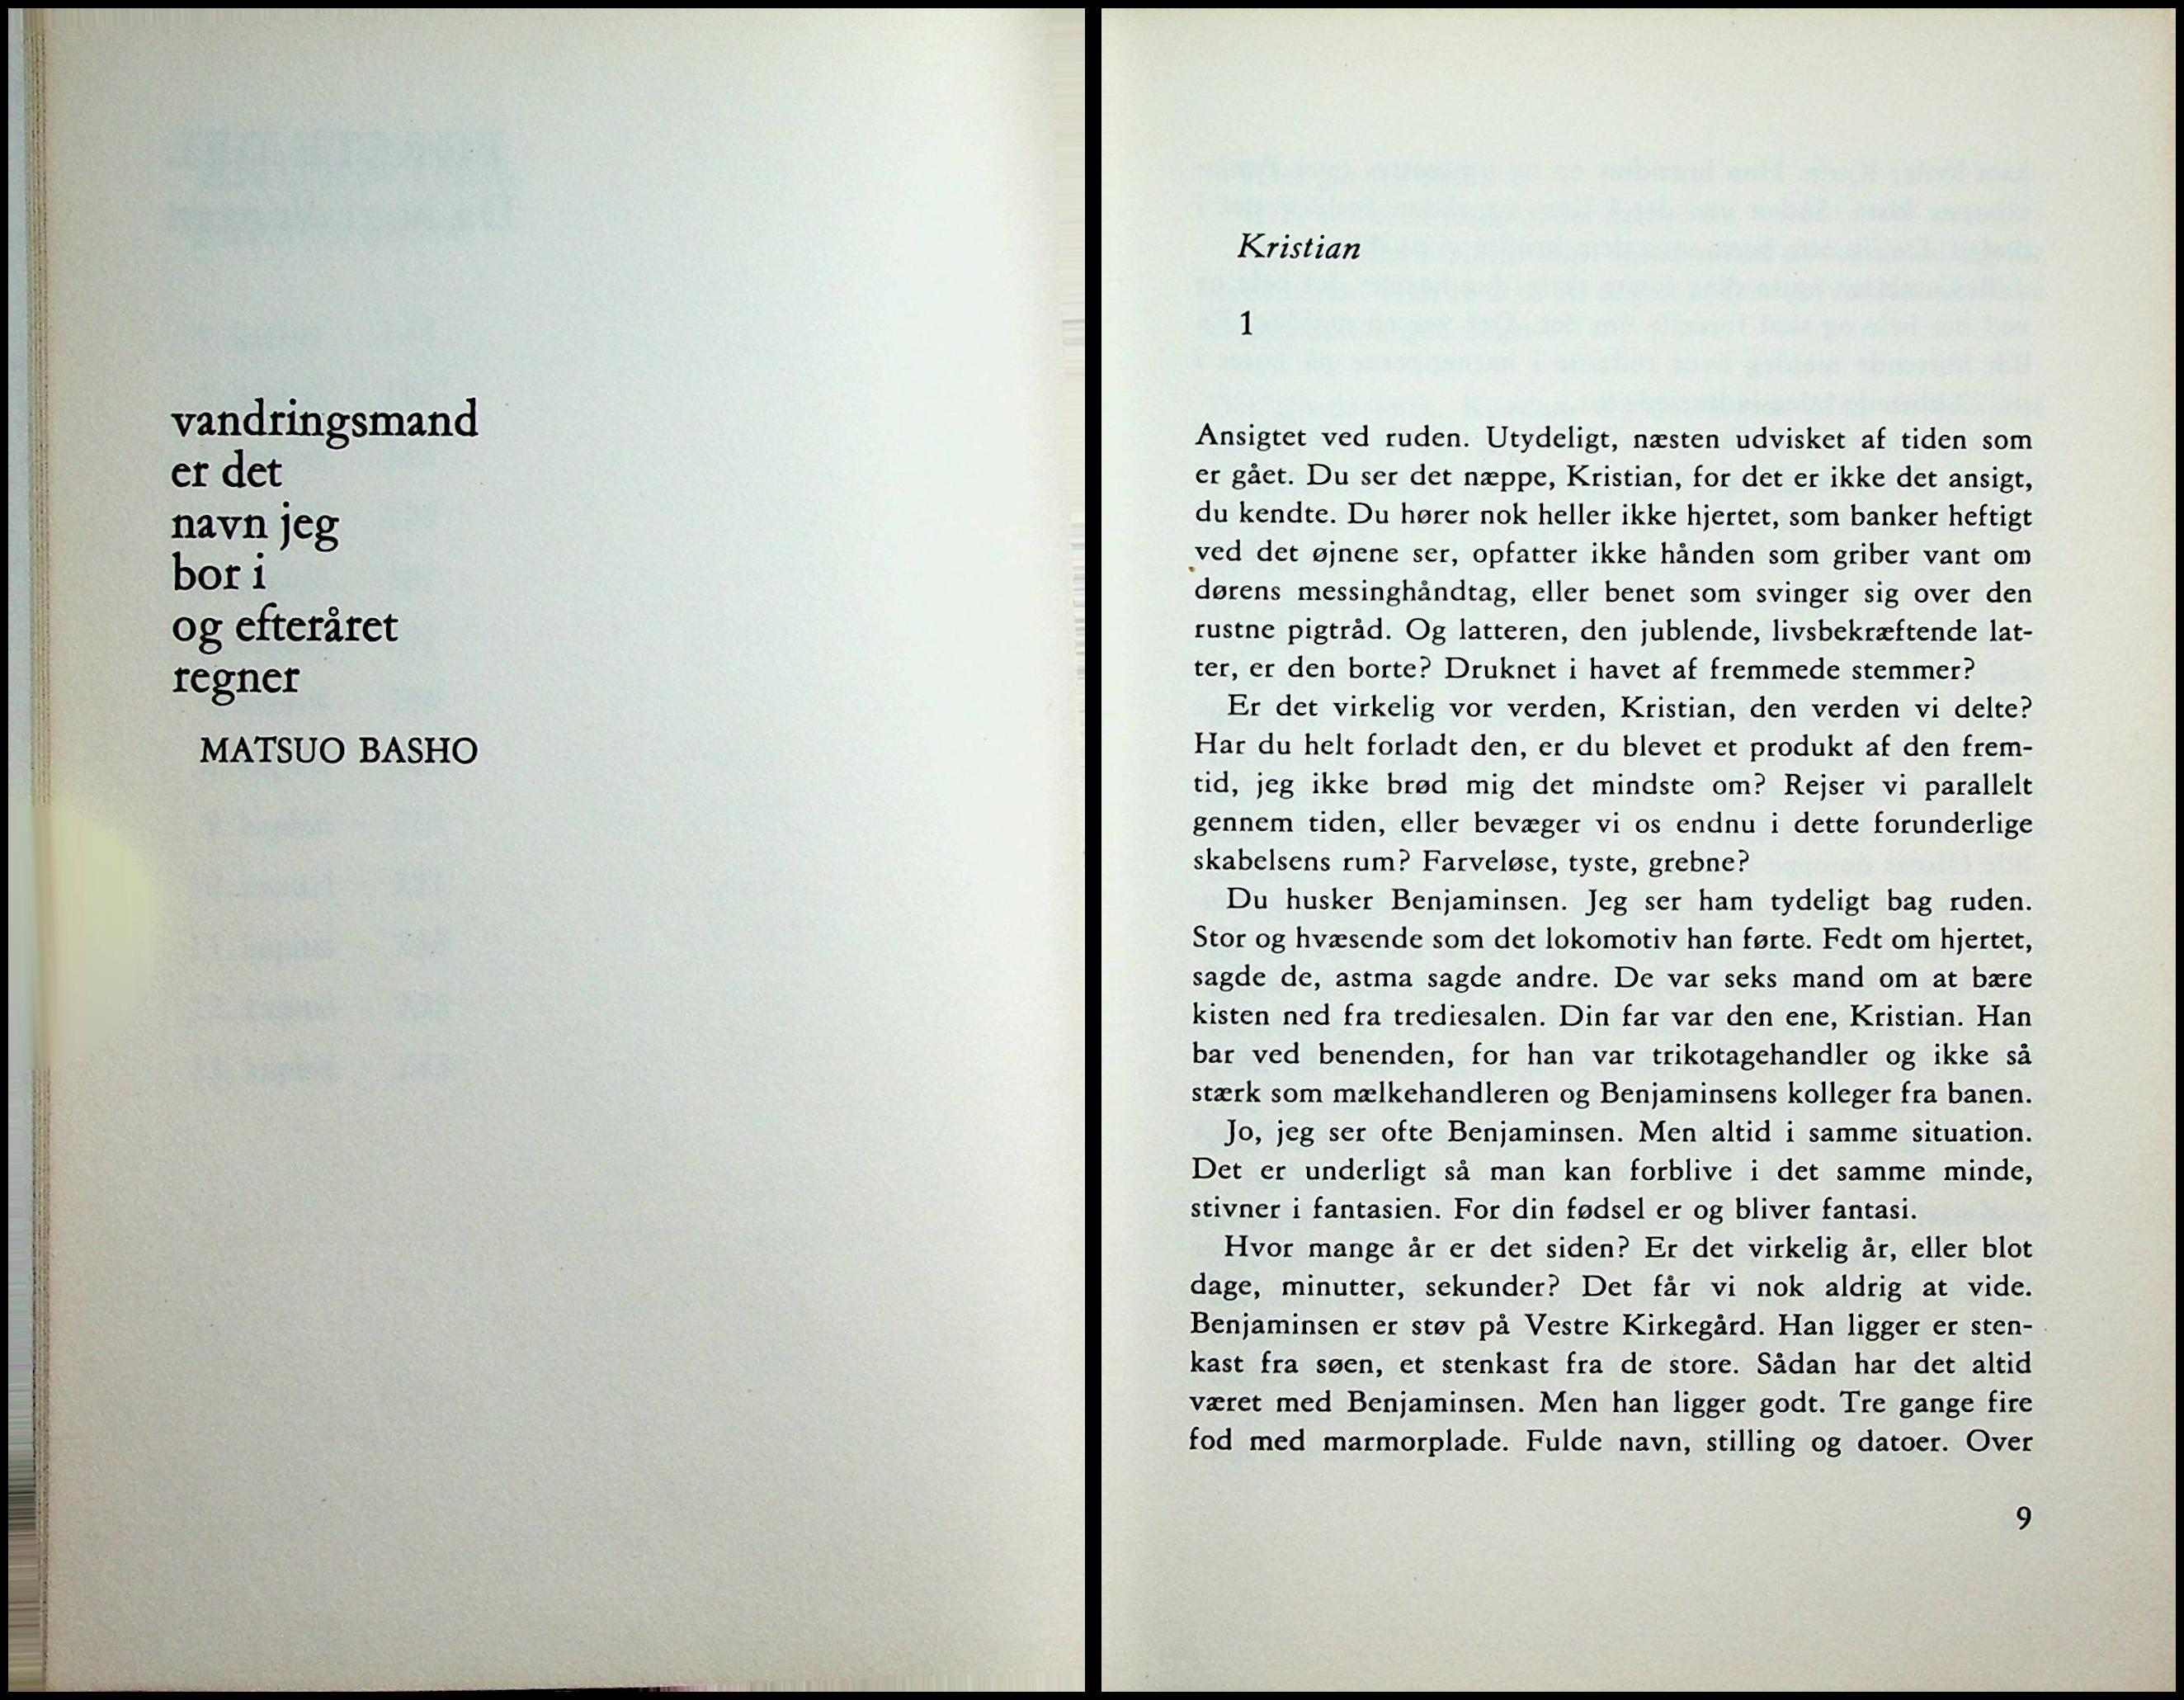 vandringsmand
er det
navn jeg
bor i
og efteråret
regner
MATSUO BASHO
Kristian
1
Ansigtet ved ruden. Utydeligt, næsten udvisket af tiden som
er gået. Du ser det næppe, Kristian, for det er ikke det ansigt,
du kendte. Du hører nok heller ikke hjertet, som banker heftigt
ved det øjnene ser, opfatter ikke hånden som griber vant om
dørens messinghåndtag, eller benet som svinger sig over den
rustne pigtråd. Og latteren, den jublende, livsbekræftende lat-
ter, er den borte? Druknet i havet af fremmede stemmer?
Er det virkelig vor verden, Kristian, den verden vi delte?
Har du helt forladt den, er du blevet et produkt af den frem-
tid, jeg ikke brød mig det mindste om? Rejser vi parallelt
gennem tiden, eller bevæger vi os endnu i dette forunderlige
skabelsens rum? Farveløse, tyste, grebne?
Du husker Benjaminsen. Jeg ser ham tydeligt bag ruden.
Stor og hvæsende som det lokomotiv han førte. Fedt om hjertet,
sagde de, astma sagde andre. De var seks mand om at bære
kisten ned fra trediesalen. Din far var den ene, Kristian. Han
bar ved benenden, for han var trikotagehandler og ikke så
stærk som mælkehandleren og Benjaminsens kolleger fra banen.
Jo, jeg ser ofte Benjaminsen. Men altid i samme situation.
Det er underligt så man kan forblive i det samme minde,
stivner i fantasien. For din fødsel er og bliver fantasi.
Hvor mange år er det siden? Er det virkelig år, eller blot
dage, minutter, sekunder? Det får vi nok aldrig at vide.
Benjaminsen er støv på Vestre Kirkegård. Han ligger er sten-
kast fra søen, et stenkast fra de store. Sådan har det altid
været med Benjaminsen. Men han ligger godt. Tre gange fire
fod med marmorplade. Fulde navn, stilling og datoer. Over
9